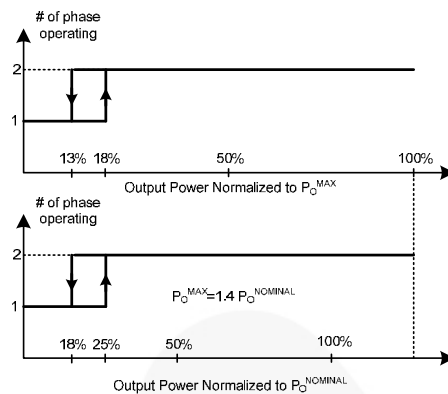 # of phase
operating
2
1
13% 18% 50% 100%
Output Power Normalized to P_O^MAX
# of phase
operating
2
1
P_O^MAX=1.4 P_O^NOMINAL
18% 25% 50% 100%
Output Power Normalized to P_O^NOMINAL